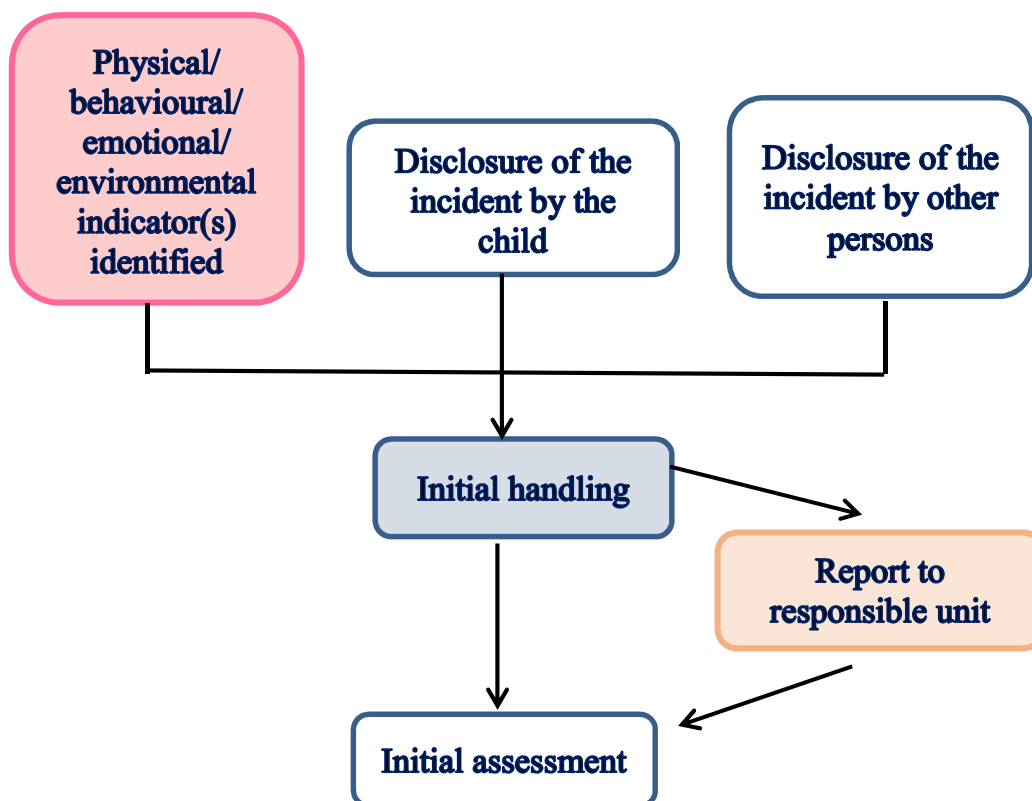 Physical/
behavioural/
emotional/
environmental
indicator(s)
identified
Disclosure of the
incident by the
child
Disclosure of the
incident by other
persons
Initial handling
Report to
responsible unit
Initial assessment